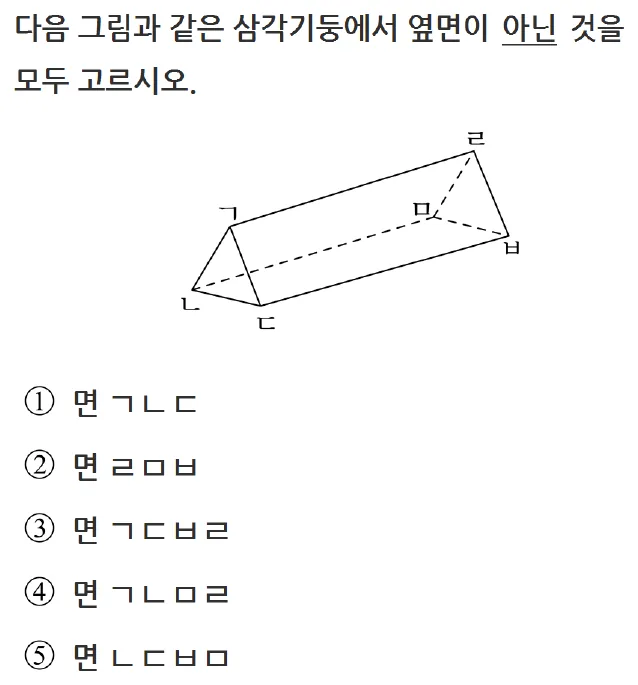 다음 그림과 같은 삼각기둥에서 옆면이 아닌 것을
모두 고르시오.
ㄹ
ㄱ
ㅁ
ㅂ
ㄴ
ㄷ
① 면 ㄱㄴㄷ
② 면 ㄹㅁㅂ
③ 면 ㄱㄷㅂㄹ
④ 면 ㄱㄴㅁㄹ
⑤ 면 ㄴㄷㅂㅁ